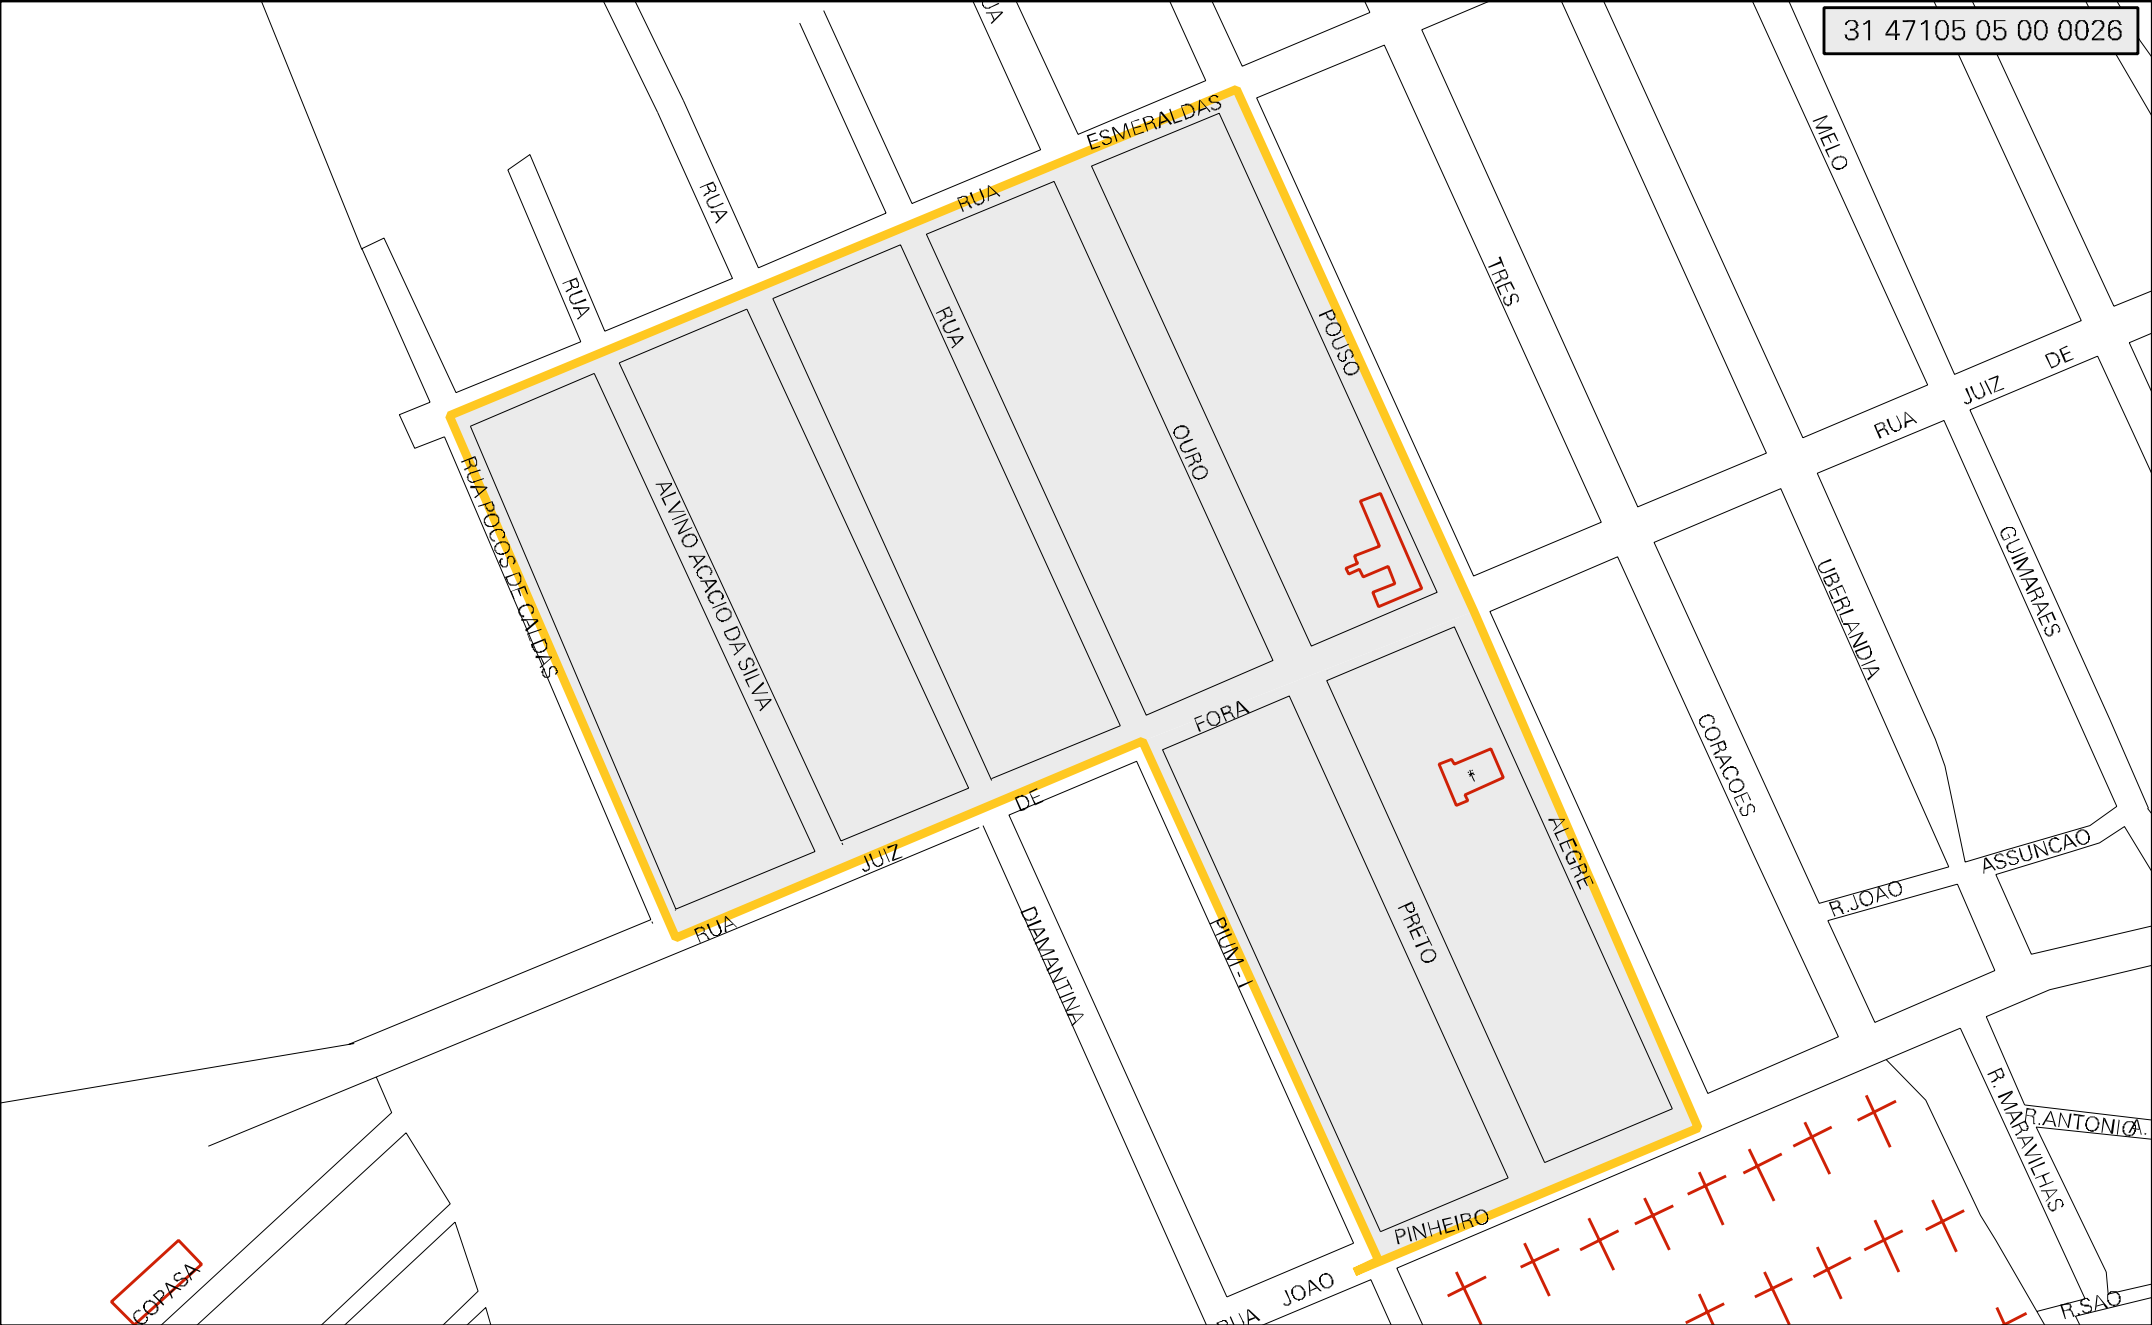 31 47105 05 00 0026
UA
ESMERALDAS
RUA
MELO
RUA
RUA
RUA
TRES
POUSO
JUIZ DE
RUA
OURO
RUA POCOS DE CALDAS
ALVINO ACACIO DA SILVA
GUIMARAES
UBERLANDIA
FORA
CORACOES
DE
JUIZ
RUA
ALEGRE
ASSUNCAO
R.JOAO
DIAMANTINA
PIUM - I
PRETO
R. MARAVILHAS
R.ANTONIO
A.
PINHEIRO
JOAO
RUA
COPASA
R.SAO